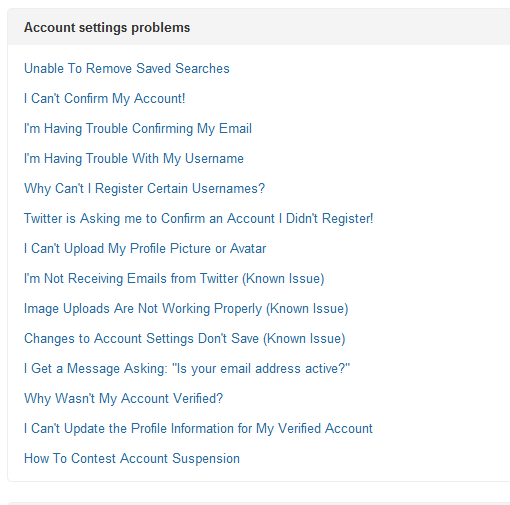 Account settings problems
Unable To Remove Saved Searches
I Can't Confirm My Account!
I'm Having Trouble Confirming My Email
I'm Having Trouble With My Username
Why Can't I Register Certain Usernames?
Twitter is Asking me to Confirm an Account I Didn't Register!
I Can't Upload My Profile Picture or Avatar
I'm Not Receiving Emails from Twitter (Known Issue)
Image Uploads Are Not Working Properly (Known Issue)
Changes to Account Settings Don't Save (Known Issue)
I Get a Message Asking: "Is your email address active?"
Why Wasn't My Account Verified?
I Can't Update the Profile Information for My Verified Account
How To Contest Account Suspension